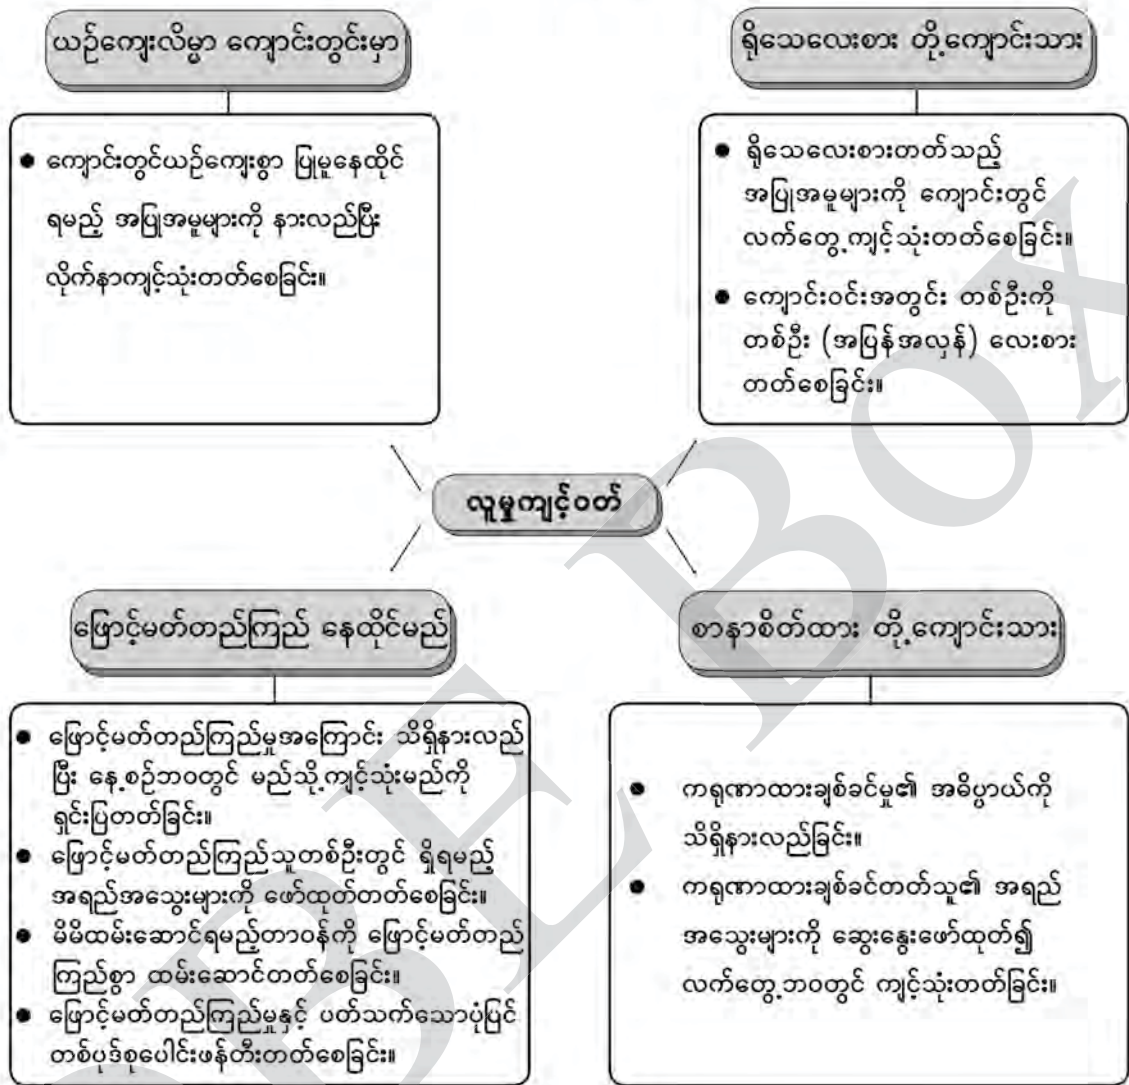 ယဉ်ကျေးလိမ္မာ ကျောင်းတွင်းမှာ
ကျောင်းတွင်ယဉ်ကျေးစွာ ပြုမူနေထိုင်
ရမည့် အပြုအမူများကို နားလည်ပြီး
လိုက်နာကျင့်သုံးတတ်စေခြင်း။
ရိုသေလေးစား တို့ကျောင်းသား
ရိုသေလေးစားတတ်သည့်
အပြုအမူများကို ကျောင်းတွင်
လက်တွေ့ကျင့်သုံးတတ်စေခြင်း။
ကျောင်းဝင်းအတွင်း တစ်ဦးကို
တစ်ဦး (အပြန်အလှန်) လေးစား
တတ်စေခြင်း။
လူမှုကျင့်ဝတ်
ဖြောင့်မတ်တည်ကြည် နေထိုင်မည်
ဖြောင့်မတ်တည်ကြည်မှုအကြောင်း သိရှိနားလည်
ပြီး နေ့စဉ်ဘဝတွင် မည်သို့ကျင့်သုံးမည်ကို
ရှင်းပြတတ်ခြင်း။
ဖြောင့်မတ်တည်ကြည်သူတစ်ဦးတွင် ရှိရမည့်
အရည်အသွေးများကို ဖော်ထုတ်တတ်စေခြင်း။
မိမိထမ်းဆောင်ရမည့်တာဝန်ကို ဖြောင့်မတ်တည်
ကြည်စွာ ထမ်းဆောင်တတ်စေခြင်း။
ဖြောင့်မတ်တည်ကြည်မှုနှင့် ပတ်သက်သောပုံပြင်
တစ်ပုဒ်စုပေါင်းဖန်တီးတတ်စေခြင်း။
စာနာစိတ်ထား တို့ကျောင်းသား
ကရုဏာထားချစ်ခင်မှု၏ အဓိပ္ပာယ်ကို
သိရှိနားလည်ခြင်း။
ကရုဏာထားချစ်ခင်တတ်သူ၏ အရည်
အသွေးများကို ဆွေးနွေးဖော်ထုတ်၍
လက်တွေ့ဘဝတွင် ကျင့်သုံးတတ်ခြင်း။
BE Box